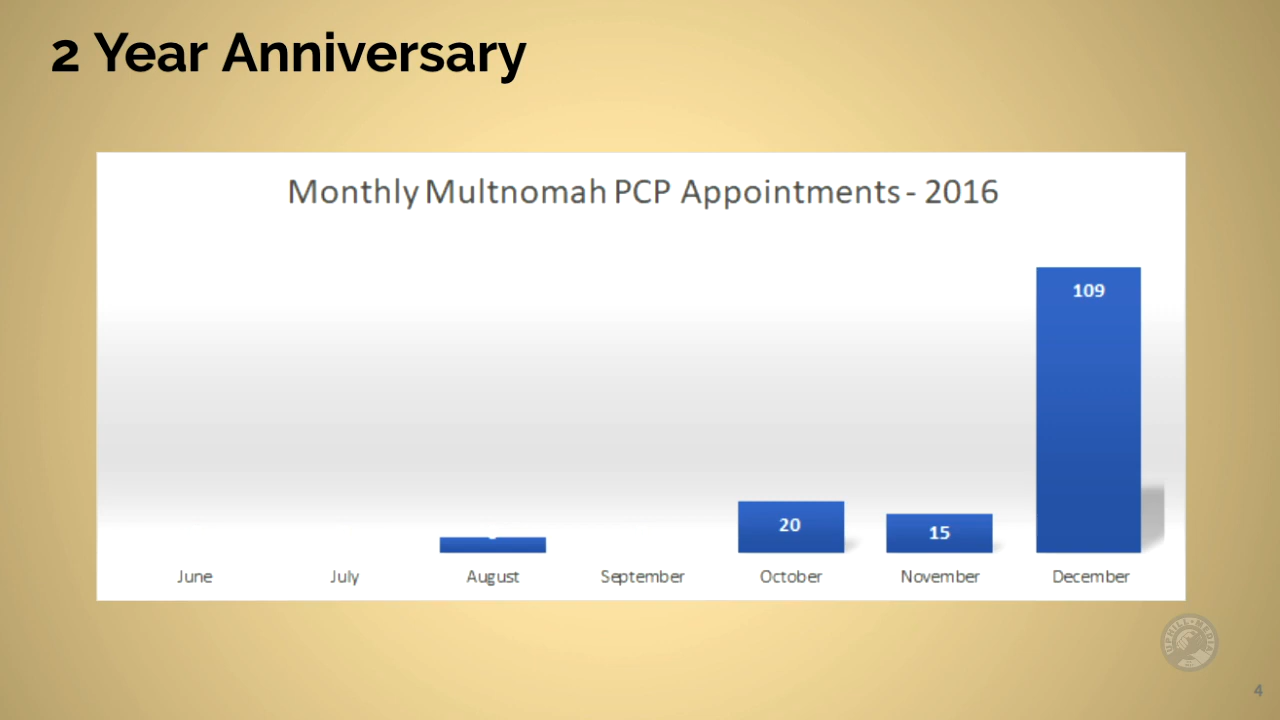 2 Year Anniversary
Monthly Multnomah PCP Appointments - 2016
109
20
15
June July August September October November December
4